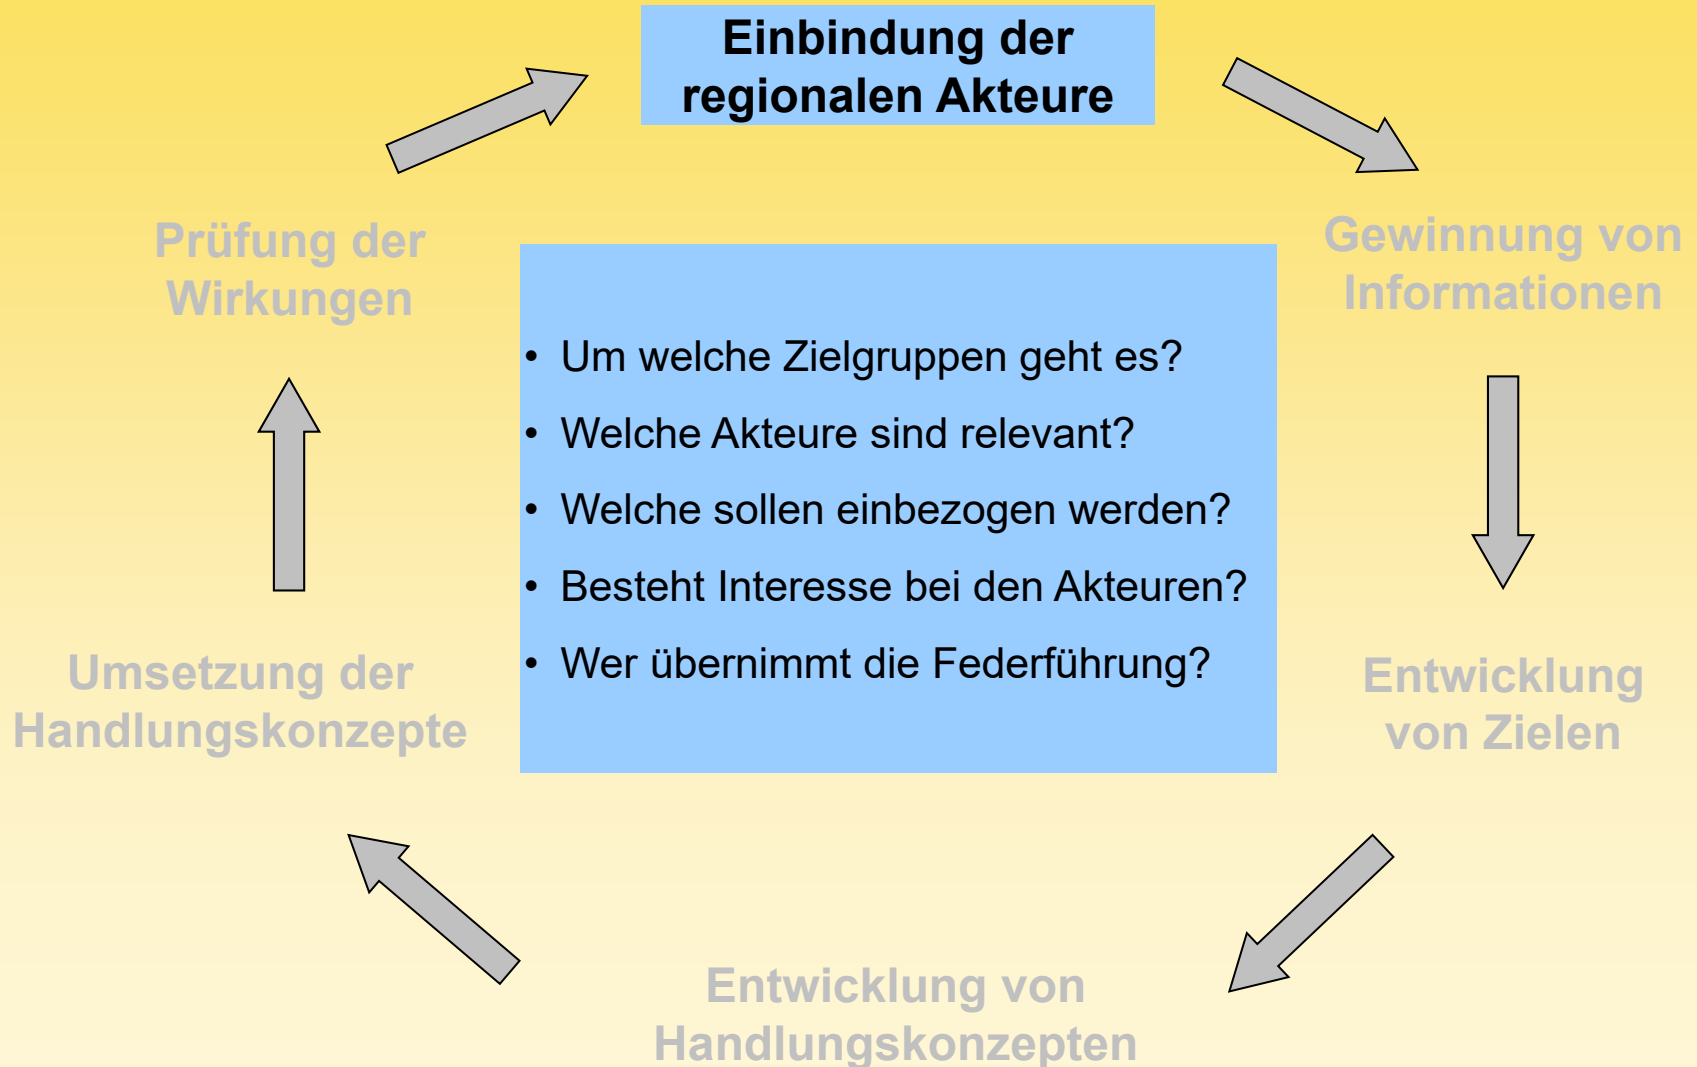 Einbindung der
regionalen Akteure
Gewinnung von
Informationen
Entwicklung
von Zielen
Entwicklung von
Handlungskonzepten
Umsetzung der
Handlungskonzepte
Prüfung der
Wirkungen
• Um welche Zielgruppen geht es?
• Welche Akteure sind relevant?
• Welche sollen einbezogen werden?
• Besteht Interesse bei den Akteuren?
• Wer übernimmt die Federführung?